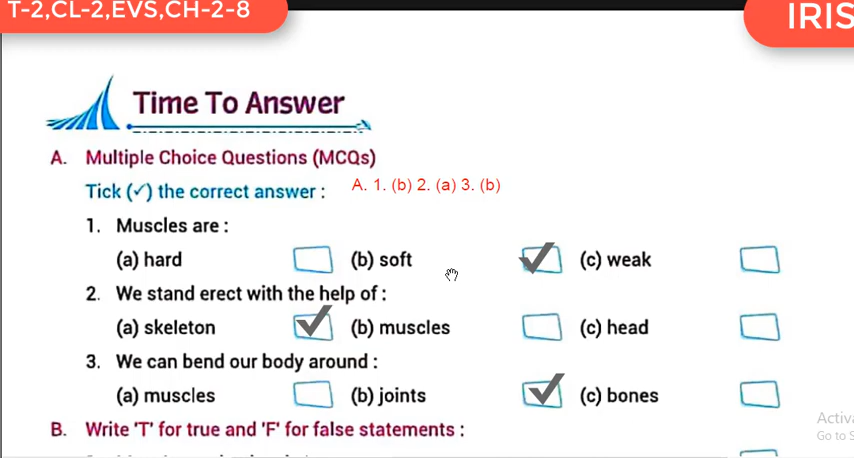 T-2,CL-2,EVS,CH-2-8
IRIS
Time To Answer
A. Multiple Choice Questions (MCQs)
Tick (✓) the correct answer : A. 1. (b) 2. (a) 3. (b)
1. Muscles are :
(a) hard (b) soft (c) weak
2. We stand erect with the help of :
(a) skeleton (b) muscles (c) head
3. We can bend our body around :
(a) muscles (b) joints (c) bones
B. Write 'T' for true and 'F' for false statements :
Go to